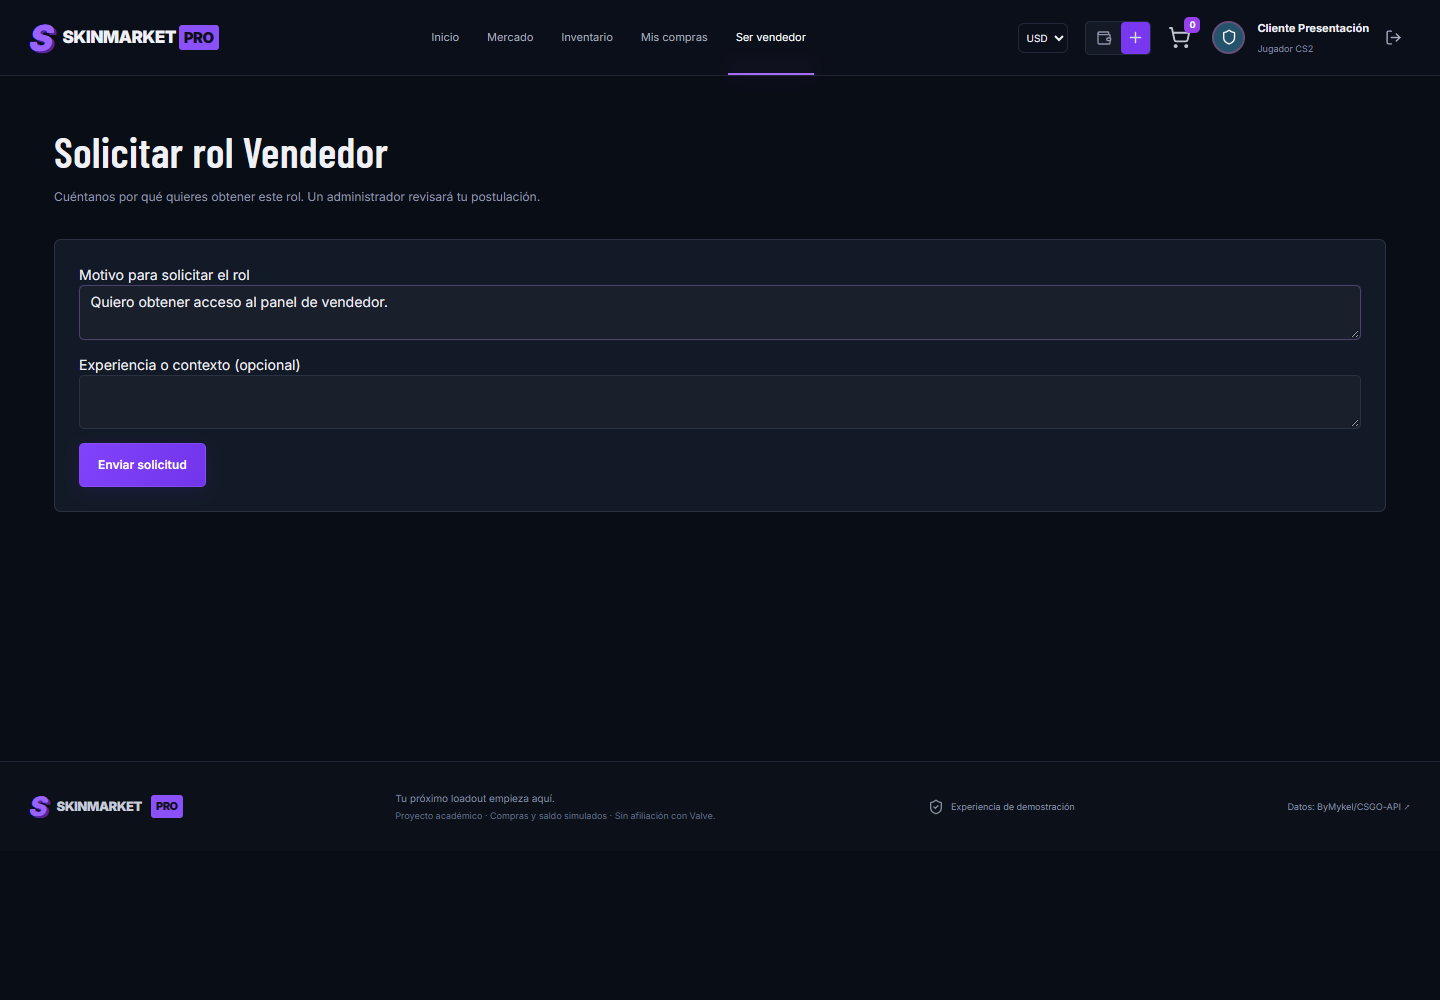 SKINMARKET PRO
Inicio
Mercado
Inventario
Mis compras
Ser vendedor
USD
0
Cliente Presentación
Jugador CS2
Solicitar rol Vendedor
Cuéntanos por qué quieres obtener este rol. Un administrador revisará tu postulación.
Motivo para solicitar el rol
Quiero obtener acceso al panel de vendedor.
Experiencia o contexto (opcional)
Enviar solicitud
SKINMARKET PRO
Tu próximo loadout empieza aquí.
Proyecto académico · Compras y saldo simulados · Sin afiliación con Valve.
Experiencia de demostración
Datos: ByMykel/CSGO-API ↗